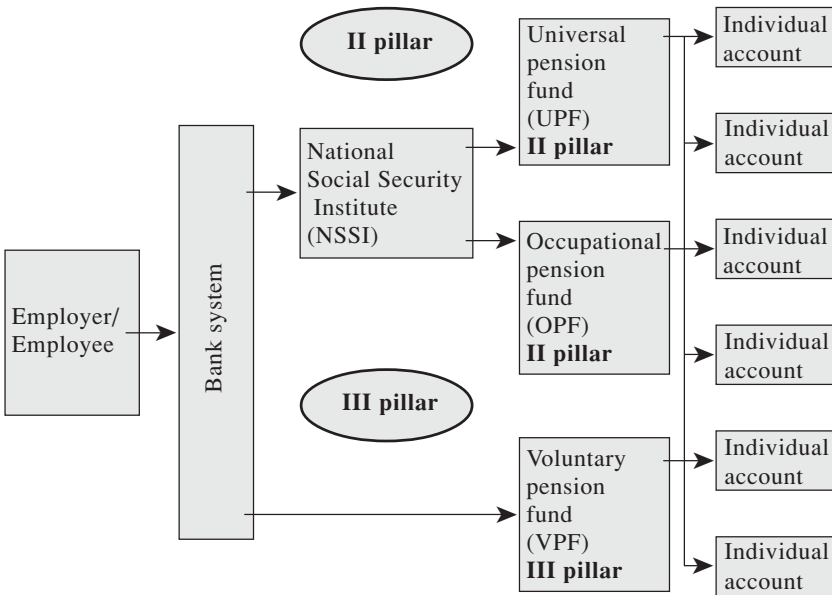 II pillar
Universal
pension
fund
(UPF)
II pillar
Individual
account
Individual
account
National
Social Security
Institute
(NSSI)
Bank system
Employer/
Employee
Occupational
pension
fund
(OPF)
II pillar
Individual
account
Individual
account
III pillar
Voluntary
pension
fund
(VPF)
III pillar
Individual
account
Individual
account